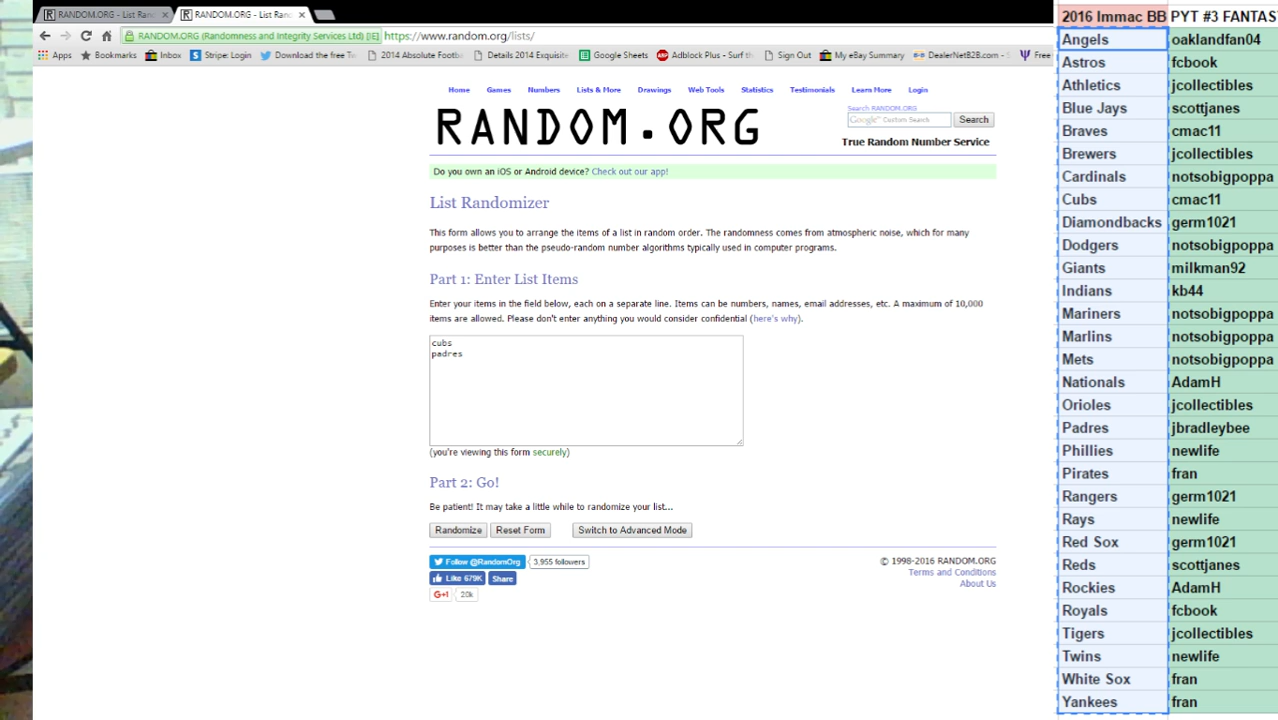 RANDOM.ORG - List Ran
RANDOM.ORG - List Ran
RANDOM.ORG (Randomness and Integrity Services Ltd) [IE] https://www.random.org/lists/
Apps Bookmarks Inbox Stripe: Login Download the free Tw 2014 Absolute Footba Details 2014 Exquisite Google Sheets Adblock Plus - Surf th Sign Out My eBay Summary DealerNetB2B.com - S Free
Home Games Numbers Lists & More Drawings Web Tools Statistics Testimonials Learn More Login
RANDOM.ORG
Search RANDOM.ORG
Google Custom Search Search
True Random Number Service
Do you own an iOS or Android device? Check out our app!
List Randomizer
This form allows you to arrange the items of a list in random order. The randomness comes from atmospheric noise, which for many
purposes is better than the pseudo-random number algorithms typically used in computer programs.
Part 1: Enter List Items
Enter your items in the field below, each on a separate line. Items can be numbers, names, email addresses, etc. A maximum of 10,000
items are allowed. Please don't enter anything you would consider confidential (here's why).
cubs
padres
(you're viewing this form securely)
Part 2: Go!
Be patient! It may take a little while to randomize your list...
Randomize Reset Form Switch to Advanced Mode
Follow @RandomOrg 3,955 followers
Like 679K Share
G+1 20k
© 1998-2016 RANDOM.ORG
Terms and Conditions
About Us
2016 Immac BB PYT #3 FANTAS
Angels oaklandfan04
Astros fcbook
Athletics jcollectibles
Blue Jays scottjanes
Braves cmac11
Brewers jcollectibles
Cardinals notsobigpoppa
Cubs cmac11
Diamondbacks germ1021
Dodgers notsobigpoppa
Giants milkman92
Indians kb44
Mariners notsobigpoppa
Marlins notsobigpoppa
Mets notsobigpoppa
Nationals AdamH
Orioles jcollectibles
Padres jbradleybee
Phillies newlife
Pirates fran
Rangers germ1021
Rays newlife
Red Sox germ1021
Reds scottjanes
Rockies AdamH
Royals fcbook
Tigers jcollectibles
Twins newlife
White Sox fran
Yankees fran